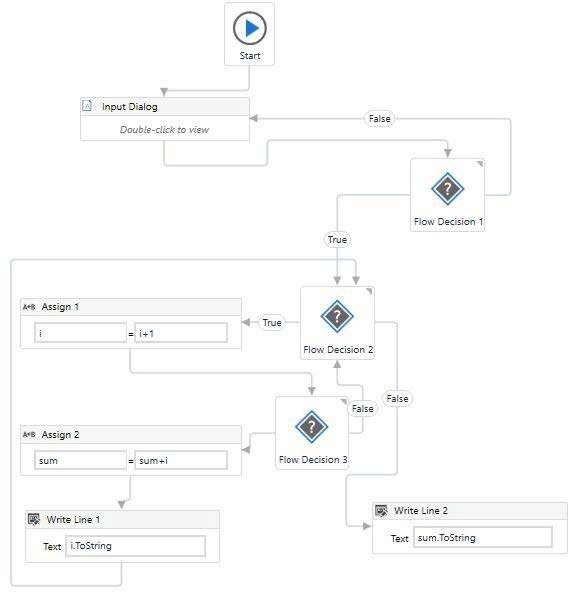 Start
Input Dialog
Double-click to view
False
?
Flow Decision 1
True
?
Flow Decision 2
A+B Assign 1
i = i+1
True
False
False
?
Flow Decision 3
A+B Assign 2
sum = sum+i
Write Line 1
Text i.ToString
Write Line 2
Text sum.ToString